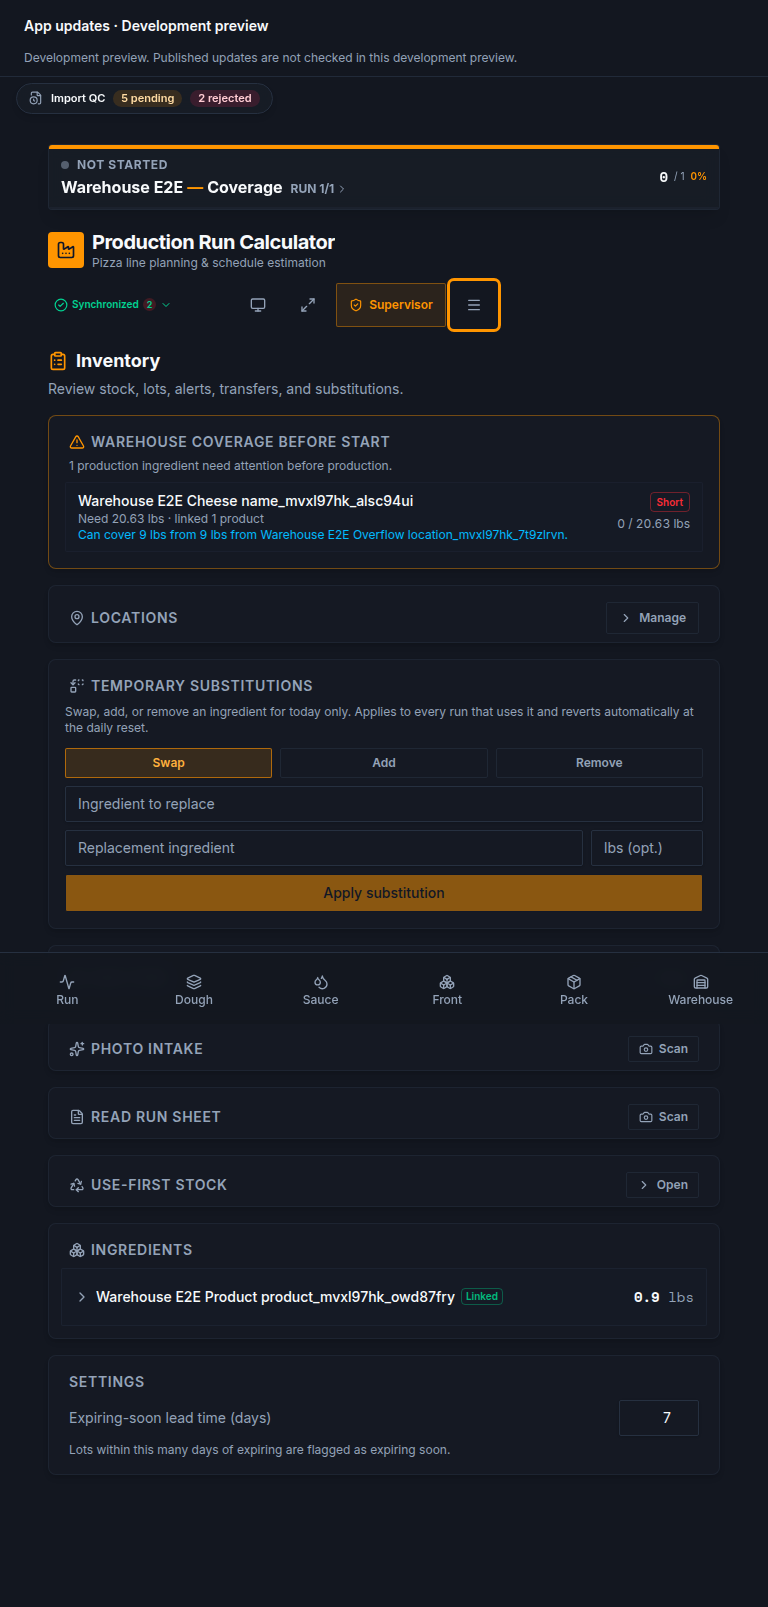 App updates · Development preview
Development preview. Published updates are not checked in this development preview.
Import QC 5 pending 2 rejected
NOT STARTED
Warehouse E2E — Coverage RUN 1/1
0 / 1 0%
Production Run Calculator
Pizza line planning & schedule estimation
Synchronized 2
Supervisor
Inventory
Review stock, lots, alerts, transfers, and substitutions.
WAREHOUSE COVERAGE BEFORE START
1 production ingredient need attention before production.
Warehouse E2E Cheese name_mvxl97hk_alsc94ui
Short
Need 20.63 lbs · linked 1 product
0 / 20.63 lbs
Can cover 9 lbs from 9 lbs from Warehouse E2E Overflow location_mvxl97hk_7t9zlrvn.
LOCATIONS
Manage
TEMPORARY SUBSTITUTIONS
Swap, add, or remove an ingredient for today only. Applies to every run that uses it and reverts automatically at
the daily reset.
Swap Add Remove
Ingredient to replace
Replacement ingredient lbs (opt.)
Apply substitution
Run Dough Sauce Front Pack Warehouse
PHOTO INTAKE
Scan
READ RUN SHEET
Scan
USE-FIRST STOCK
Open
INGREDIENTS
Warehouse E2E Product product_mvxl97hk_owd87fry Linked
0.9 lbs
SETTINGS
Expiring-soon lead time (days)
7
Lots within this many days of expiring are flagged as expiring soon.